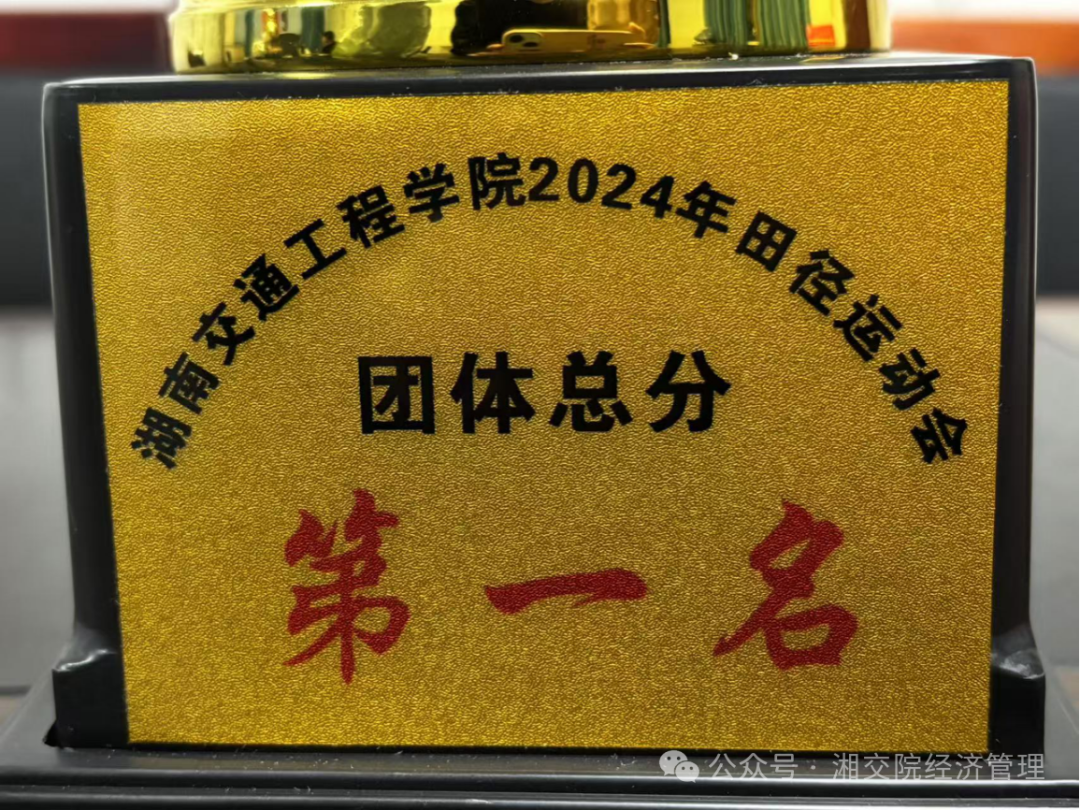 湖南交通工程学院2024年田径运动会
团体总分
第一名
公众号·湘交院经济管理